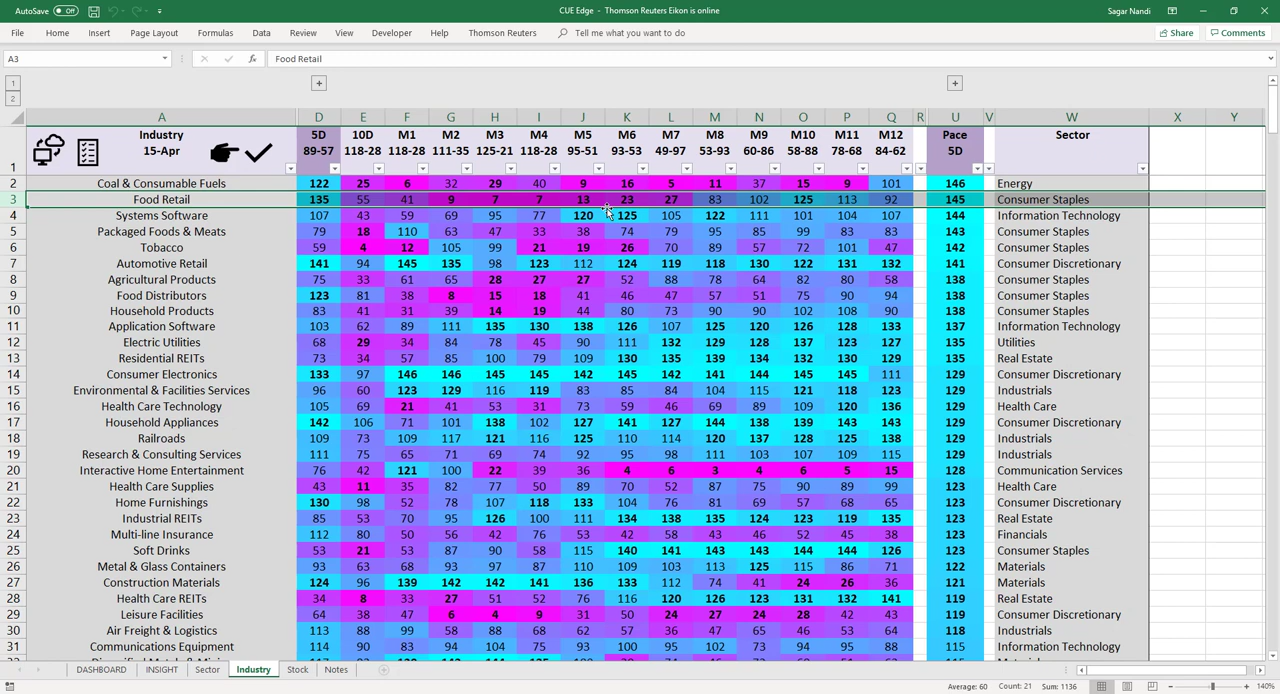 AutoSave Off CUE Edge - Thomson Reuters Eikon is online Sagar Nandi
File Home Insert Page Layout Formulas Data Review View Developer Help Thomson Reuters Tell me what you want to do Share Comments
A3 fx Food Retail
1 + +
2
A D E F G H I J K L M N O P Q R U V W X Y
Industry 5D 10D M1 M2 M3 M4 M5 M6 M7 M8 M9 M10 M11 M12 Pace Sector
1 15-Apr 89-57 118-28 118-28 111-35 125-21 118-28 95-51 93-53 49-97 53-93 60-86 58-88 78-68 84-62 5D
2 Coal & Consumable Fuels 122 25 6 32 29 40 9 16 5 11 37 15 9 101 146 Energy
3 Food Retail 135 55 41 9 7 7 13 23 27 83 102 125 113 92 145 Consumer Staples
4 Systems Software 107 43 59 69 95 77 120 125 105 122 111 101 104 107 144 Information Technology
5 Packaged Foods & Meats 79 18 110 63 47 33 38 74 79 95 85 99 83 83 143 Consumer Staples
6 Tobacco 59 4 12 105 99 21 19 26 70 89 57 72 101 47 142 Consumer Staples
7 Automotive Retail 141 94 145 135 98 123 112 124 119 118 130 122 131 132 141 Consumer Discretionary
8 Agricultural Products 75 33 61 65 28 27 27 52 88 78 64 82 80 58 138 Consumer Staples
9 Food Distributors 123 81 38 8 15 18 41 46 47 57 51 75 90 94 138 Consumer Staples
10 Household Products 83 41 31 39 14 19 44 80 73 90 90 102 108 90 138 Consumer Staples
11 Application Software 103 62 89 111 135 130 138 126 107 125 120 126 128 133 137 Information Technology
12 Electric Utilities 68 29 34 84 78 45 90 111 132 129 128 137 123 127 135 Utilities
13 Residential REITs 73 34 57 85 100 79 109 130 135 139 134 132 130 129 135 Real Estate
14 Consumer Electronics 133 97 146 146 145 145 142 145 142 141 144 145 145 111 129 Consumer Discretionary
15 Environmental & Facilities Services 96 60 123 129 116 119 83 85 84 104 115 121 118 123 129 Industrials
16 Health Care Technology 105 69 21 41 53 31 73 59 46 69 89 109 120 136 129 Health Care
17 Household Appliances 142 106 71 101 138 102 127 141 127 144 138 139 143 143 129 Consumer Discretionary
18 Railroads 109 73 109 117 121 116 125 110 114 120 137 128 125 138 129 Industrials
19 Research & Consulting Services 111 75 65 71 69 74 92 95 98 111 103 107 109 115 129 Industrials
20 Interactive Home Entertainment 76 42 121 100 22 39 36 4 6 3 4 6 5 15 128 Communication Services
21 Health Care Supplies 43 11 35 82 77 50 89 70 52 87 75 90 89 99 123 Health Care
22 Home Furnishings 130 98 52 78 107 118 133 104 76 81 69 57 68 65 123 Consumer Discretionary
23 Industrial REITs 85 53 70 95 126 100 111 134 138 135 124 123 119 135 123 Real Estate
24 Multi-line Insurance 112 80 50 56 42 76 53 42 58 43 46 52 45 38 123 Financials
25 Soft Drinks 53 21 53 87 90 58 115 140 141 143 143 144 144 126 123 Consumer Staples
26 Metal & Glass Containers 93 63 68 93 97 87 110 109 103 113 125 115 86 71 122 Materials
27 Construction Materials 124 96 139 142 142 141 136 133 112 74 41 24 26 36 121 Materials
28 Health Care REITs 34 8 33 27 51 52 76 116 120 126 123 131 132 141 119 Real Estate
29 Leisure Facilities 64 38 47 6 4 9 31 50 24 27 24 28 42 43 119 Consumer Discretionary
30 Air Freight & Logistics 113 88 99 58 88 68 62 57 36 47 65 46 53 64 118 Industrials
31 Communications Equipment 114 90 83 94 104 75 93 100 95 102 73 94 95 88 115 Information Technology
DASHBOARD INSIGHT Sector Industry Stock Notes
Average: 60 Count: 21 Sum: 1136 140%